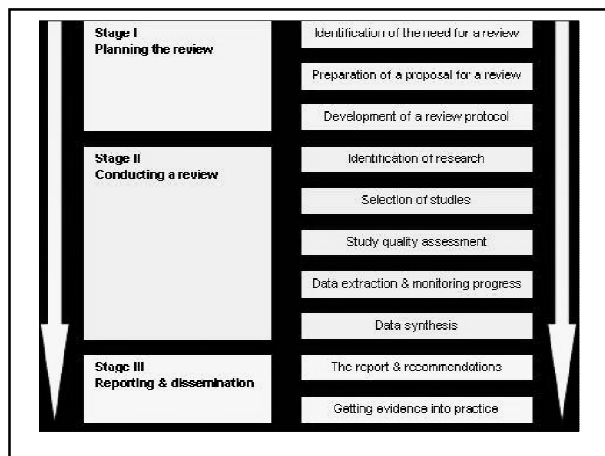 Stage I
Planning the review
Identification of the need for a review
Preparation of a proposal for a review
Development of a review protocol
Stage II
Conducting a review
Identification of research
Selection of studies
Study quality assessment
Data extraction & monitoring progress
Data synthesis
Stage III
Reporting & dissemination
The report & recommendations
Getting evidence into practice